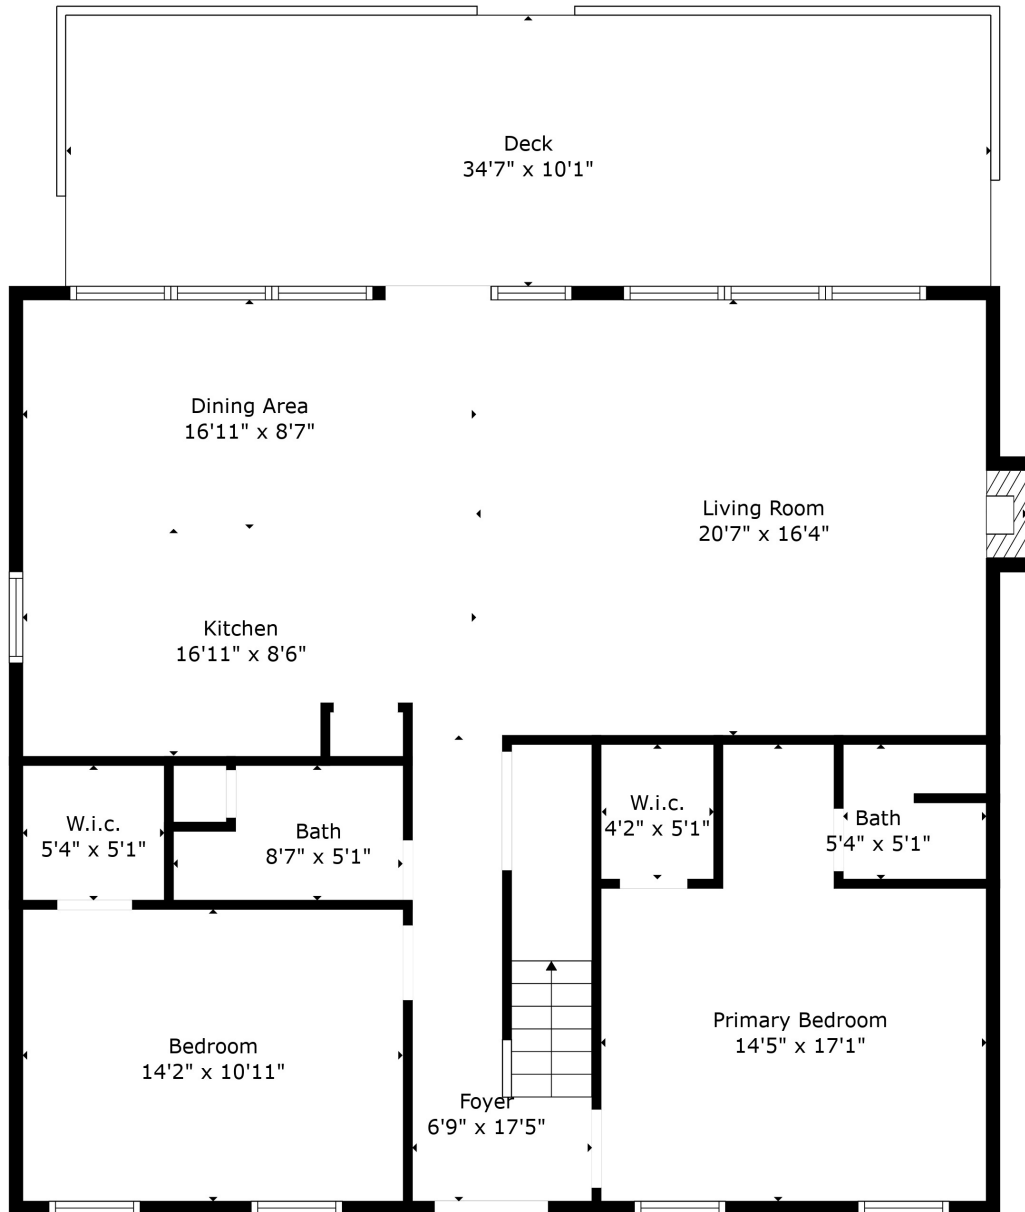 Deck
34'7" x 10'1"
Dining Area
16'11" x 8'7"
Living Room
20'7" x 16'4"
Kitchen
16'11" x 8'6"
W.i.c.
5'4" x 5'1"
Bath
8'7" x 5'1"
W.i.c.
4'2" x 5'1"
Bath
5'4" x 5'1"
Bedroom
14'2" x 10'11"
Primary Bedroom
14'5" x 17'1"
Foyer
6'9" x 17'5"